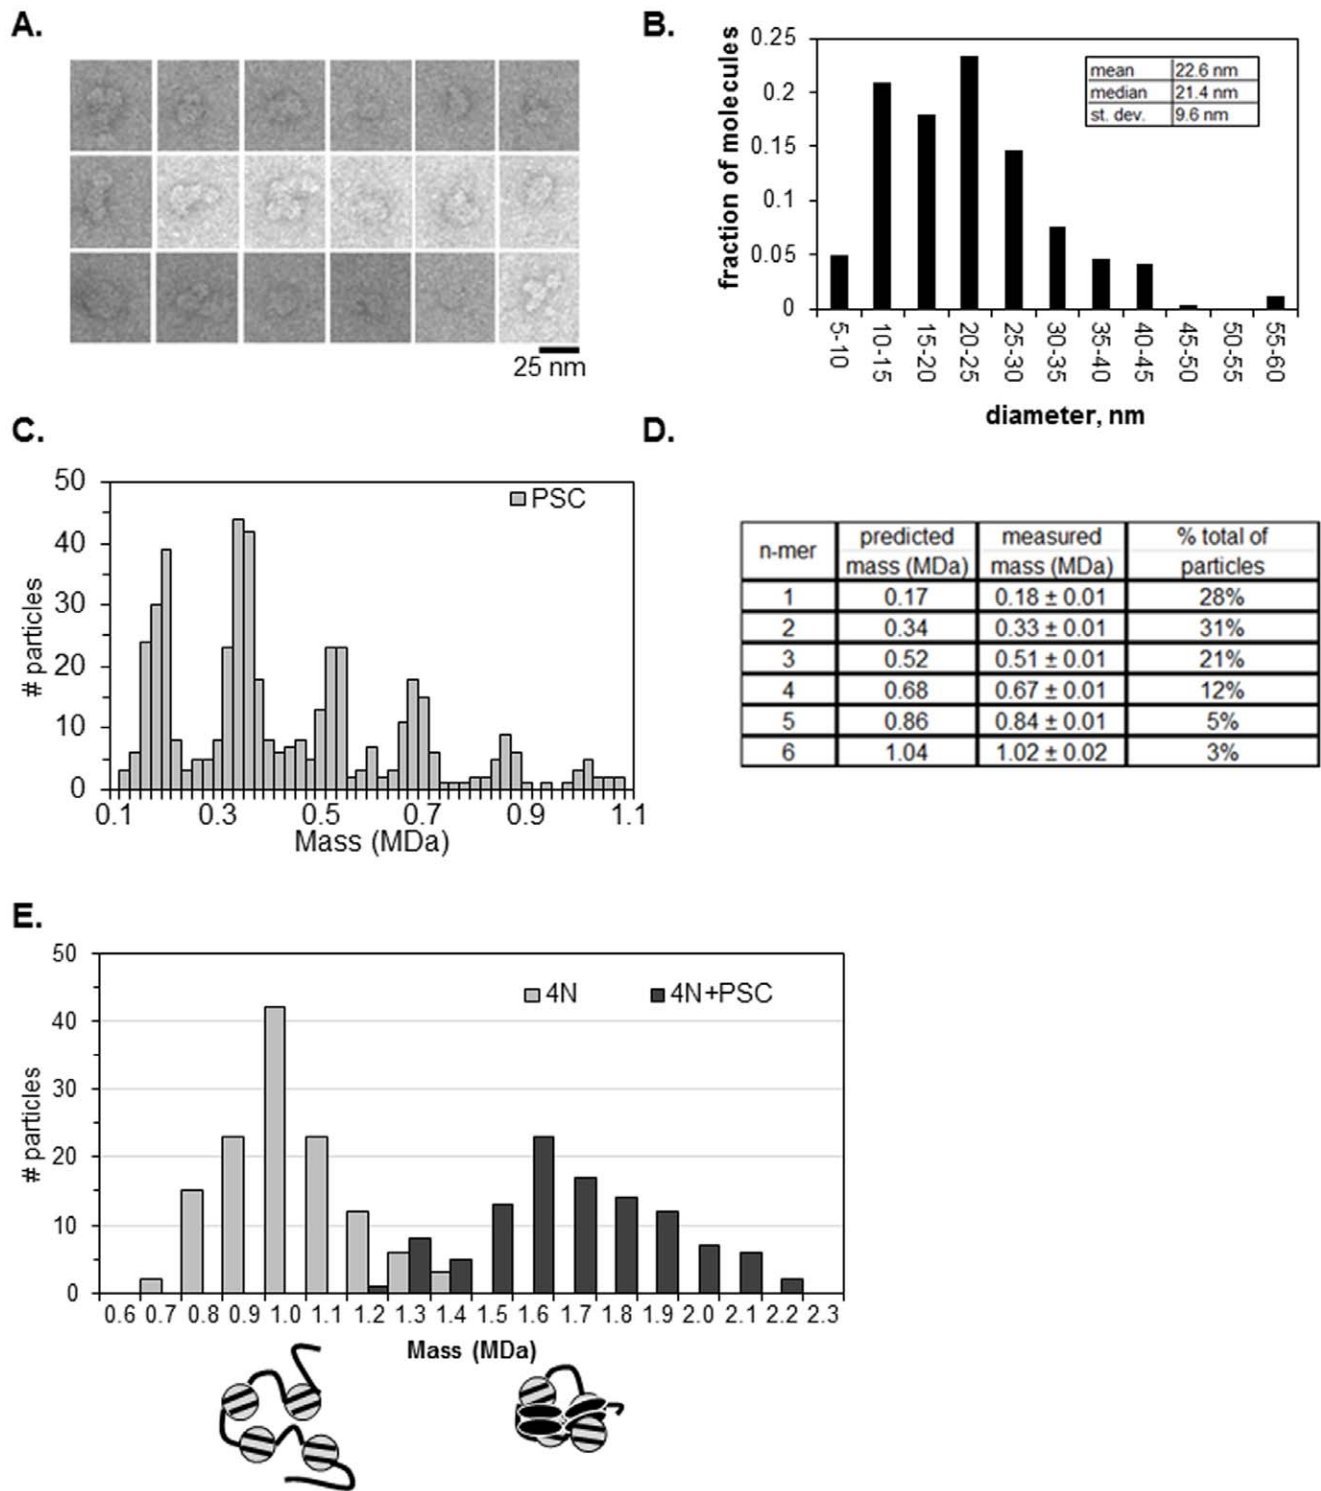 A.
25 nm
B.
fraction of molecules
0.25
0.2
0.15
0.1
0.05
0
mean 22.6 nm
median 21.4 nm
st. dev. 9.6 nm
5-10 10-15 15-20 20-25 25-30 30-35 35-40 40-45 45-50 50-55 55-60
diameter, nm
C.
# particles
50
40
30
20
10
0
PSC
0.1 0.3 0.5 0.7 0.9 1.1
Mass (MDa)
D.
n-mer predicted mass (MDa) measured mass (MDa) % total of particles
1 0.17 0.18 ± 0.01 28%
2 0.34 0.33 ± 0.01 31%
3 0.52 0.51 ± 0.01 21%
4 0.68 0.67 ± 0.01 12%
5 0.86 0.84 ± 0.01 5%
6 1.04 1.02 ± 0.02 3%
E.
# particles
50
40
30
20
10
0
4N 4N+PSC
0.6 0.7 0.8 0.9 1.0 1.1 1.2 1.3 1.4 1.5 1.6 1.7 1.8 1.9 2.0 2.1 2.2 2.3
Mass (MDa)